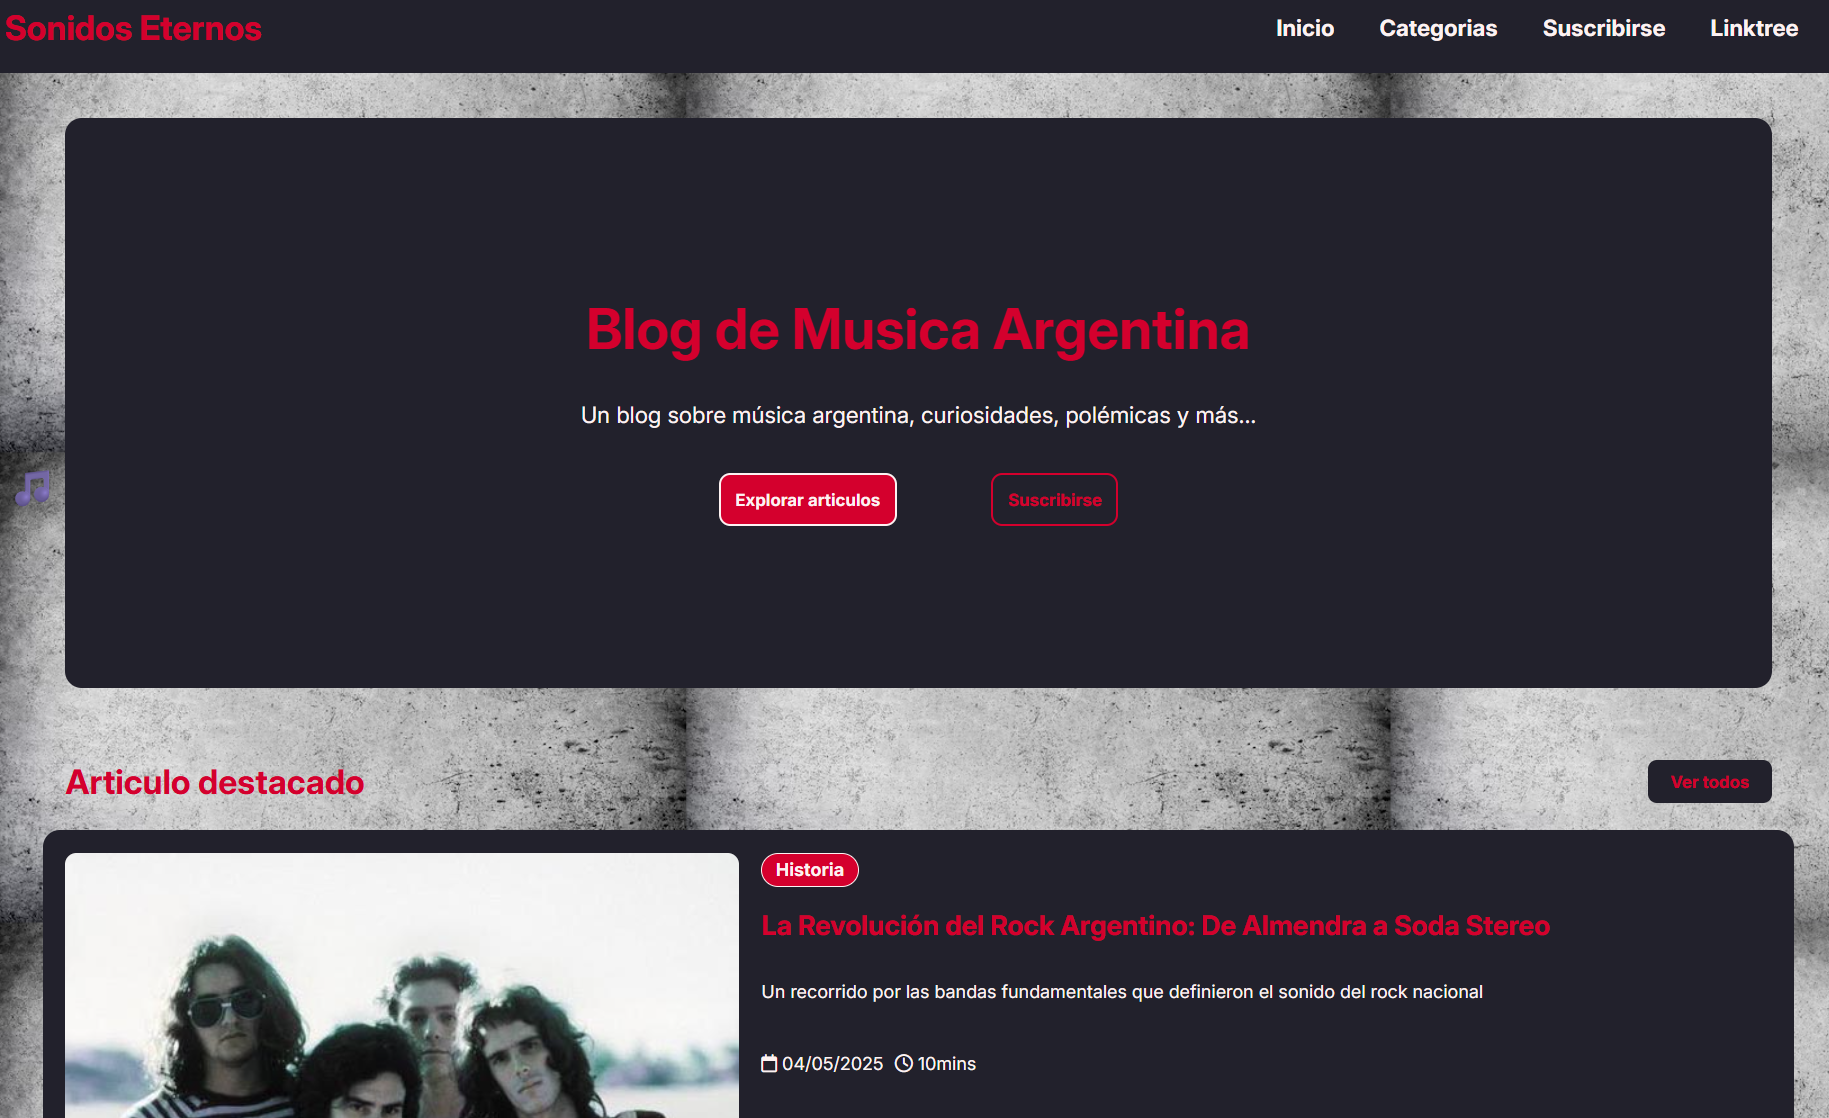 Sonidos Eternos
Inicio Categorias Suscribirse Linktree
Blog de Musica Argentina
Un blog sobre música argentina, curiosidades, polémicas y más...
Explorar articulos Suscribirse
Articulo destacado
Ver todos
Historia
La Revolución del Rock Argentino: De Almendra a Soda Stereo
Un recorrido por las bandas fundamentales que definieron el sonido del rock nacional
04/05/2025 10mins